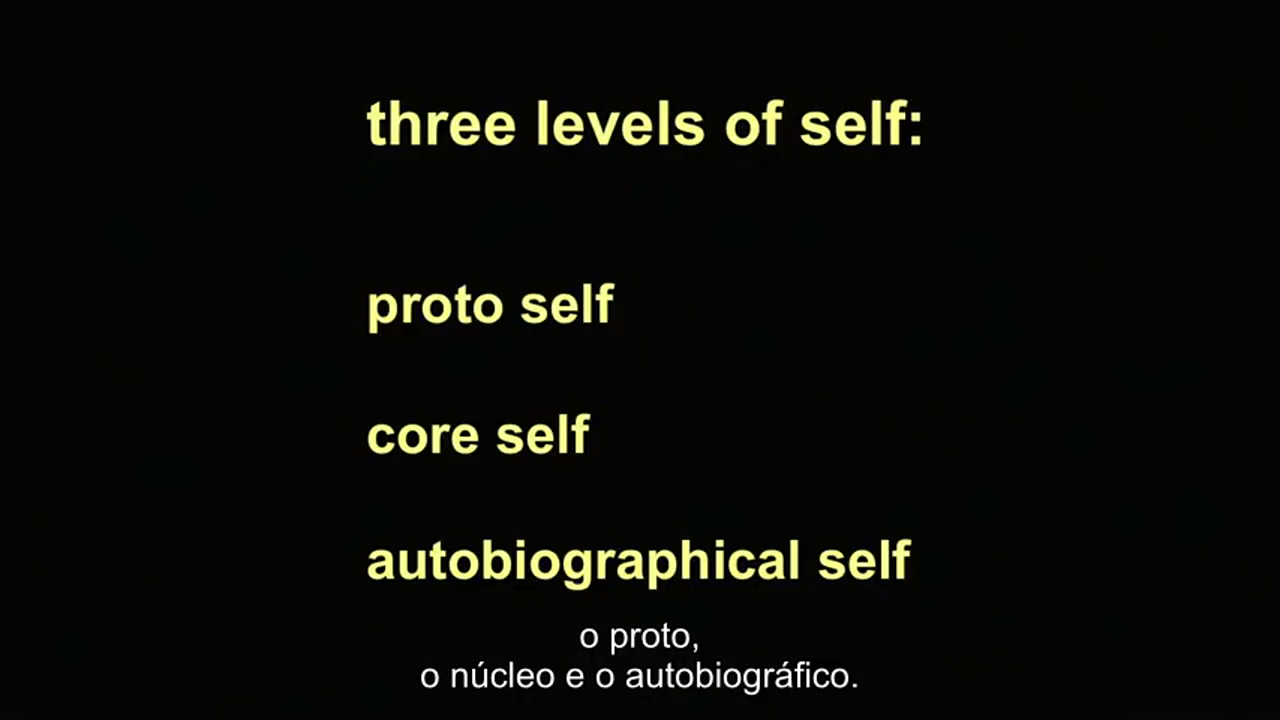 three levels of self:
proto self
core self
autobiographical self
o proto,
o núcleo e o autobiográfico.